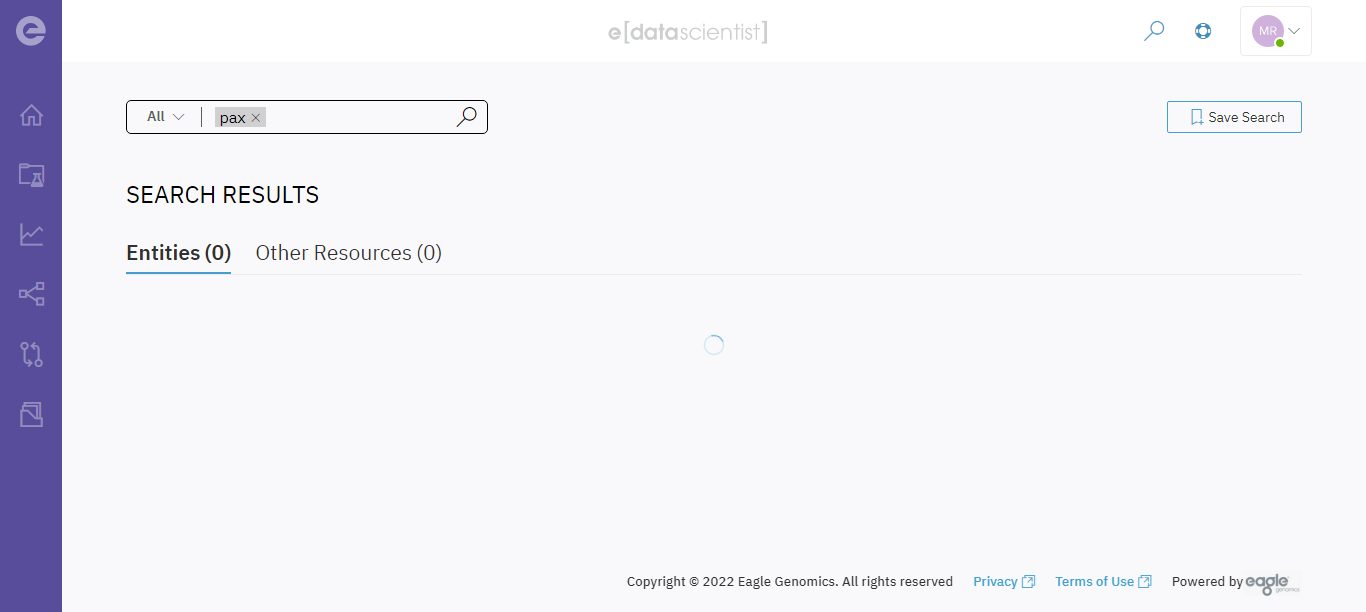 e[datascientist]
MR
All
pax
Save Search
SEARCH RESULTS
Entities (0) Other Resources (0)
Copyright © 2022 Eagle Genomics. All rights reserved Privacy Terms of Use Powered by eagle genomics